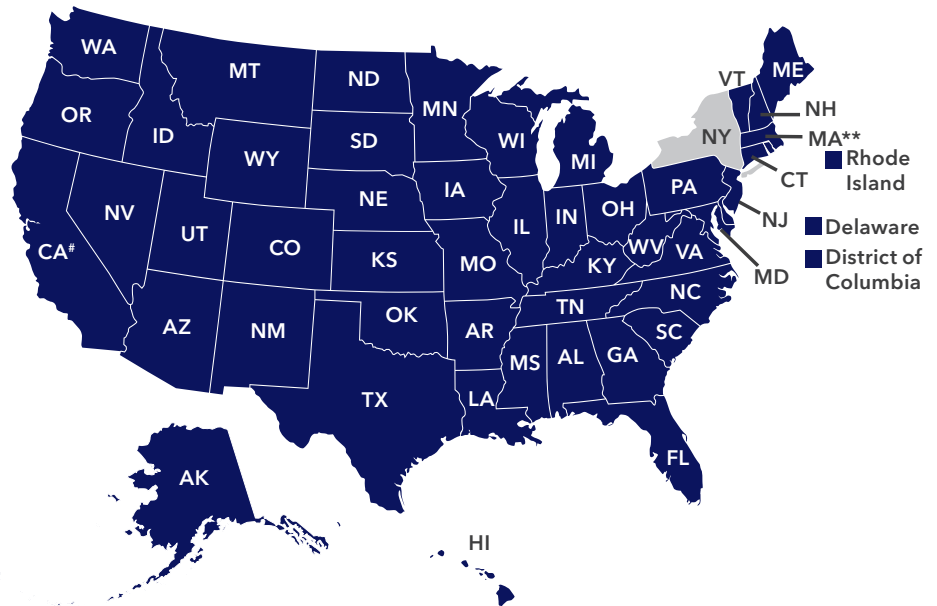 WA
MT
ND
MN
VT
ME
OR
ID
SD
WI
MI
NY
NH
MA**
WY
Rhode
Island
NE
IA
PA
CT
NV
UT
CO
IL
IN
OH
NJ
Delaware
CA#
KS
MO
KY
WV
VA
MD
District of
Columbia
AZ
NM
OK
AR
TN
NC
SC
MS
AL
GA
TX
LA
FL
AK
HI